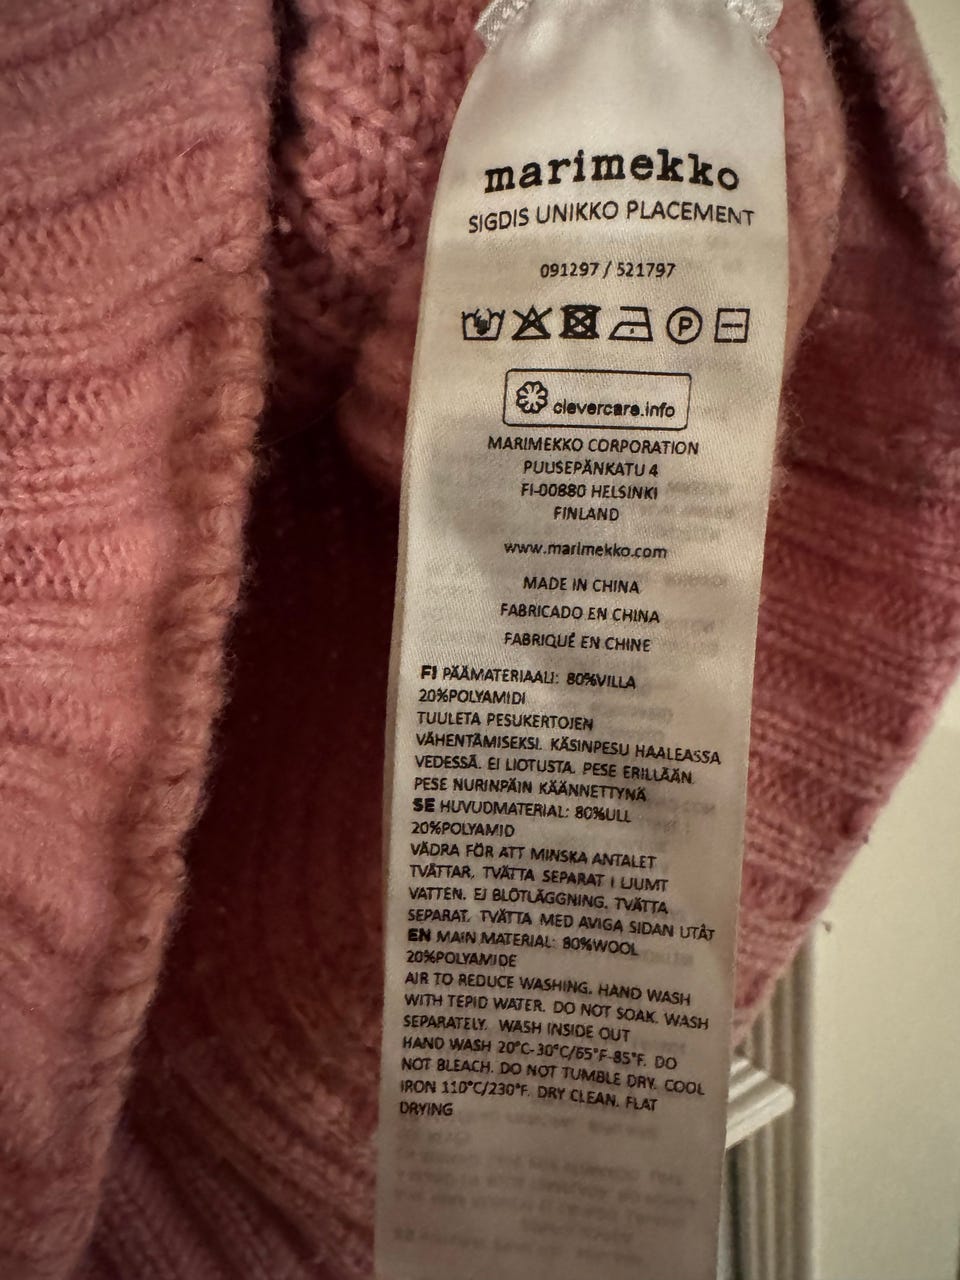 marimekko
SIGDIS UNIKKO PLACEMENT
091297 / 521797
P
clevercare.info
MARIMEKKO CORPORATION
PUUSEPÄNKATU 4
FI-00880 HELSINKI
FINLAND
www.marimekko.com
MADE IN CHINA
FABRICADO EN CHINA
FABRIQUÉ EN CHINE
FI PÄÄMATERIAALI: 80%VILLA
20%POLYAMIDI
TUULETA PESUKERTOJEN
VÄHENTÄMISEKSI. KÄSINPESU HAALEASSA
VEDESSÄ. EI LIOTUSTA. PESE ERILLÄÄN.
PESE NURINPÄIN KÄÄNNETTYNÄ
SE HUVUDMATERIAL: 80%ULL
20%POLYAMID
VÄDRA FÖR ATT MINSKA ANTALET
TVÄTTAR. TVÄTTA SEPARAT I LJUMT
VATTEN. EJ BLÖTLÄGGNING. TVÄTTA
SEPARAT. TVÄTTA MED AVIGA SIDAN UTÅT
EN MAIN MATERIAL: 80%WOOL
20%POLYAMIDE
AIR TO REDUCE WASHING. HAND WASH
WITH TEPID WATER. DO NOT SOAK. WASH
SEPARATELY. WASH INSIDE OUT
HAND WASH 20°C-30°C/65°F-85°F. DO
NOT BLEACH. DO NOT TUMBLE DRY. COOL
IRON 110°C/230°F. DRY CLEAN. FLAT
DRYING